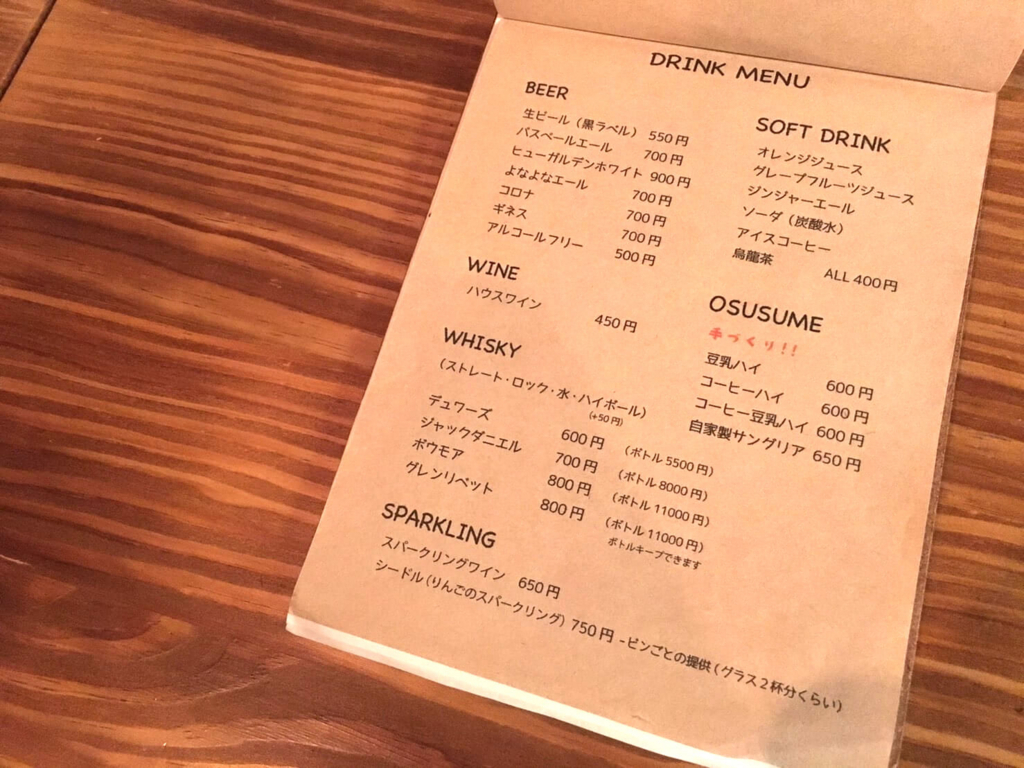 DRINK MENU
BEER
生ビール（黒ラベル） 550円
バスペールエール 700円
ヒューガルデンホワイト 900円
よなよなエール 700円
コロナ 700円
ギネス 700円
アルコールフリー 500円
WINE
ハウスワイン 450円
WHISKY
（ストレート・ロック・水・ハイボール）
（+50円）
デュワーズ 600円 （ボトル 5500円）
ジャックダニエル 700円 （ボトル 8000円）
ボウモア 800円 （ボトル 11000円）
グレンリベット 800円 （ボトル 11000円）
ボトルキープできます
SPARKLING
スパークリングワイン 650円
シードル（りんごのスパークリング） 750円 -ビンごとの提供（グラス2杯分くらい）
SOFT DRINK
オレンジジュース
グレープフルーツジュース
ジンジャーエール
ソーダ（炭酸水）
アイスコーヒー
烏龍茶
ALL 400円
OSUSUME
手づくり!!
豆乳ハイ 600円
コーヒーハイ 600円
コーヒー豆乳ハイ 600円
自家製サングリア 650円